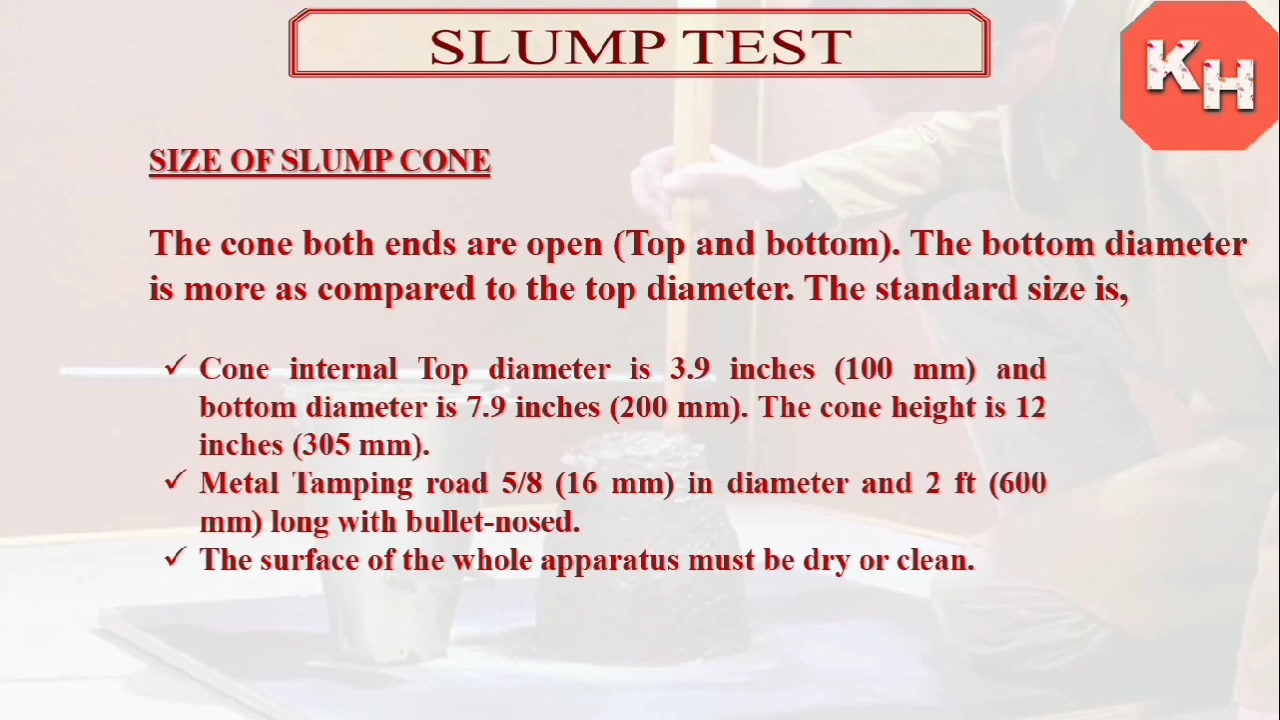 SLUMP TEST
KH
SIZE OF SLUMP CONE
The cone both ends are open (Top and bottom). The bottom diameter
is more as compared to the top diameter. The standard size is,
✓ Cone internal Top diameter is 3.9 inches (100 mm) and
bottom diameter is 7.9 inches (200 mm). The cone height is 12
inches (305 mm).
✓ Metal Tamping road 5/8 (16 mm) in diameter and 2 ft (600
mm) long with bullet-nosed.
✓ The surface of the whole apparatus must be dry or clean.